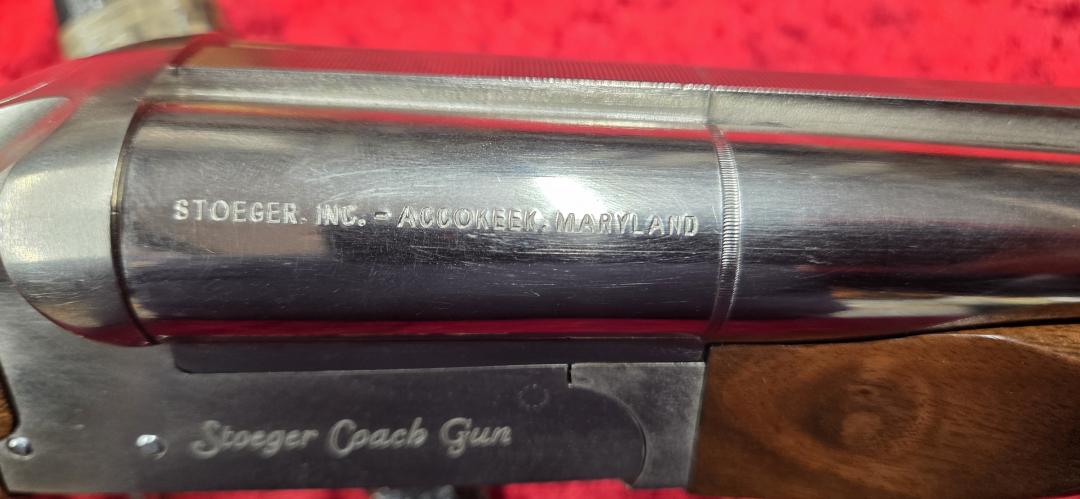 STOEGER. INC. - ACCOKEEK, MARYLAND
Stoeger Coach Gun